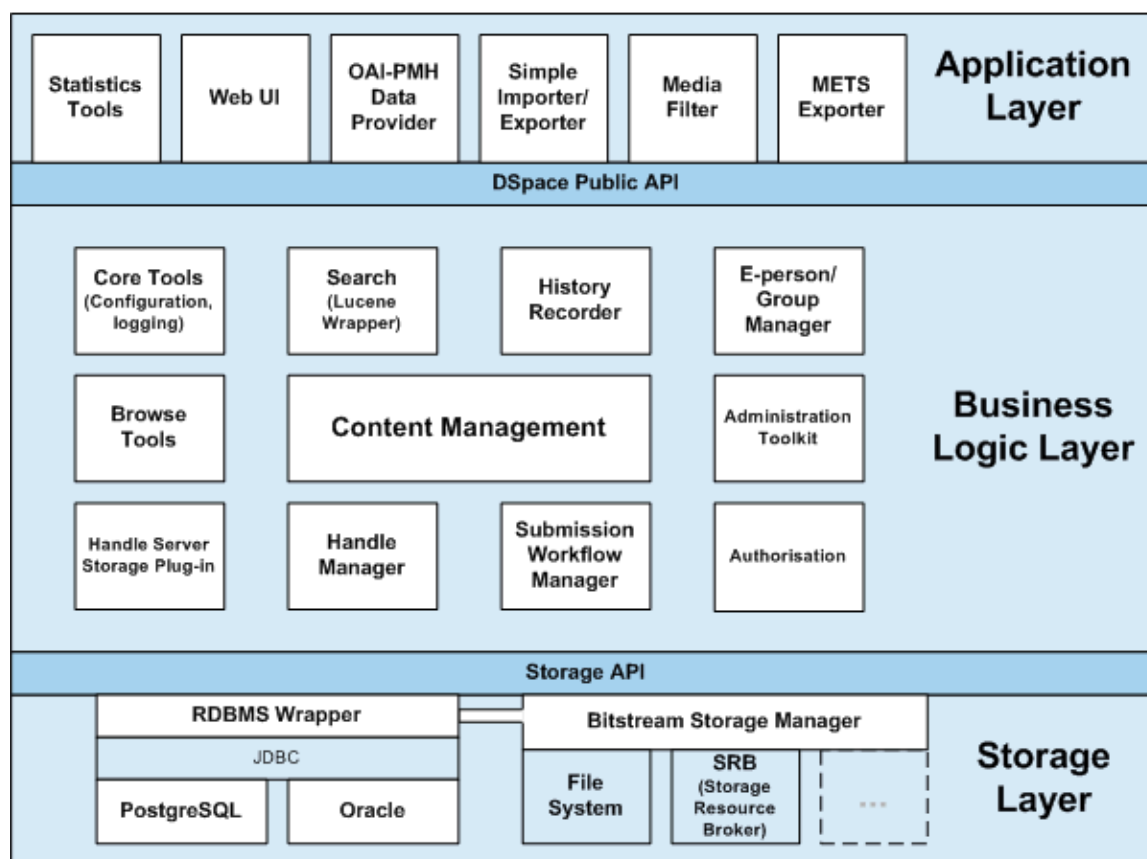 Statistics
Tools
Web UI
OAI-PMH
Data
Provider
Simple
Importer/
Exporter
Media
Filter
METS
Exporter
Application
Layer
DSpace Public API
Core Tools
(Configuration,
logging)
Search
(Lucene
Wrapper)
History
Recorder
E-person/
Group
Manager
Browse
Tools
Content Management
Administration
Toolkit
Business
Logic Layer
Handle Server
Storage Plug-in
Handle
Manager
Submission
Workflow
Manager
Authorisation
Storage API
RDBMS Wrapper
JDBC
PostgreSQL
Oracle
Bitstream Storage Manager
File
System
SRB
(Storage
Resource
Broker)
...
Storage
Layer